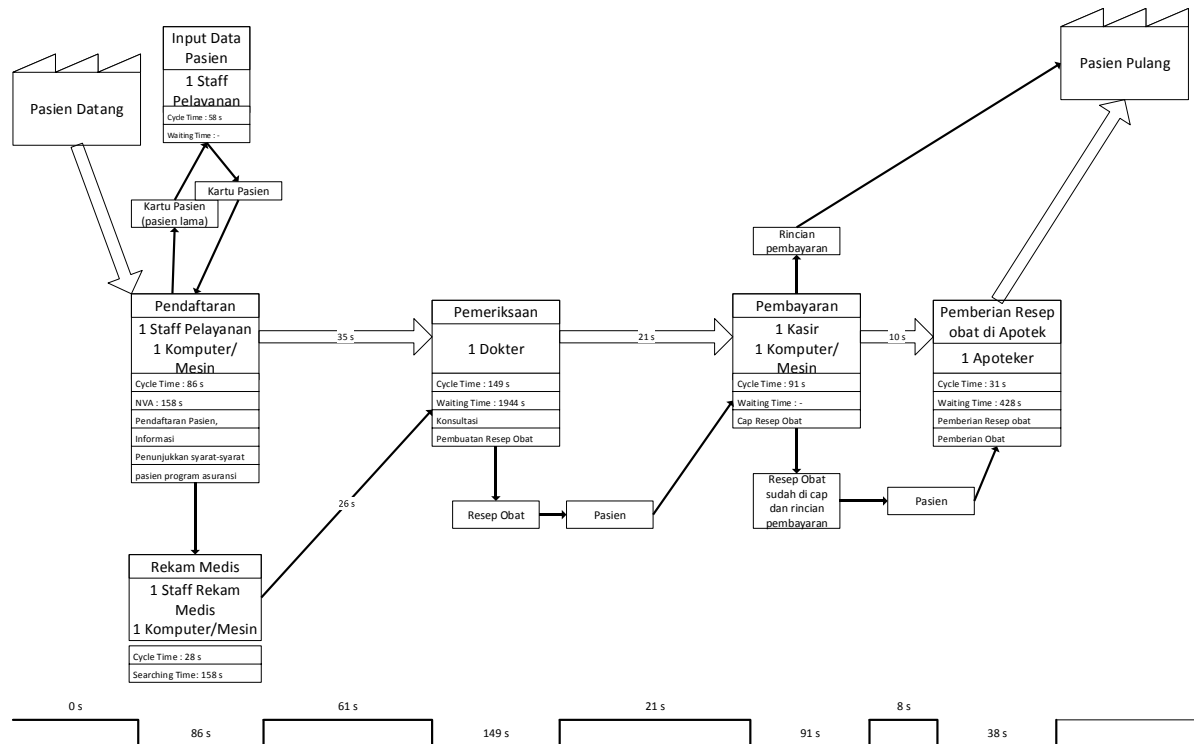 Pasien Datang
Input Data
Pasien
1 Staff
Pelayanan
Cycle Time : 58 s
Waiting Time : -
Kartu Pasien
Kartu Pasien
(pasien lama)
Pasien Pulang
Rincian
pembayaran
Pendaftaran
1 Staff Pelayanan
1 Komputer/
Mesin
Cycle Time : 86 s
NVA : 158 s
Pendaftaran Pasien,
Informasi
Penunjukkan syarat-syarat
pasien program asuransi
35 s
Pemeriksaan
1 Dokter
Cycle Time : 149 s
Waiting Time : 1944 s
Konsultasi
Pembuatan Resep Obat
21 s
Pembayaran
1 Kasir
1 Komputer/
Mesin
Cycle Time : 91 s
Waiting Time : -
Cap Resep Obat
10 s
Pemberian Resep
obat di Apotek
1 Apoteker
Cycle Time : 31 s
Waiting Time : 428 s
Pemberian Resep obat
Pemberian Obat
26 s
Resep Obat
Pasien
Resep Obat
sudah di cap
dan rincian
pembayaran
Pasien
Rekam Medis
1 Staff Rekam
Medis
1 Komputer/Mesin
Cycle Time : 28 s
Searching Time: 158 s
0 s
61 s
21 s
8 s
86 s
149 s
91 s
38 s